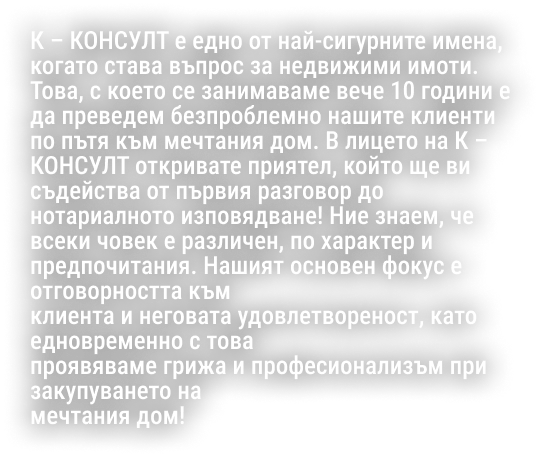 К – КОНСУЛТ е едно от най-сигурните имена,
когато става въпрос за недвижими имоти.
Това, с което се занимаваме вече 10 години е
да преведем безпроблемно нашите клиенти
по пътя към мечтания дом. В лицето на К –
КОНСУЛТ откривате приятел, който ще ви
съдейства от първия разговор до
нотариалното изповядване! Ние знаем, че
всеки човек е различен, по характер и
предпочитания. Нашият основен фокус е
отговорността към
клиента и неговата удовлетвореност, като
едновременно с това
проявяваме грижа и професионализъм при
закупуването на
мечтания дом!